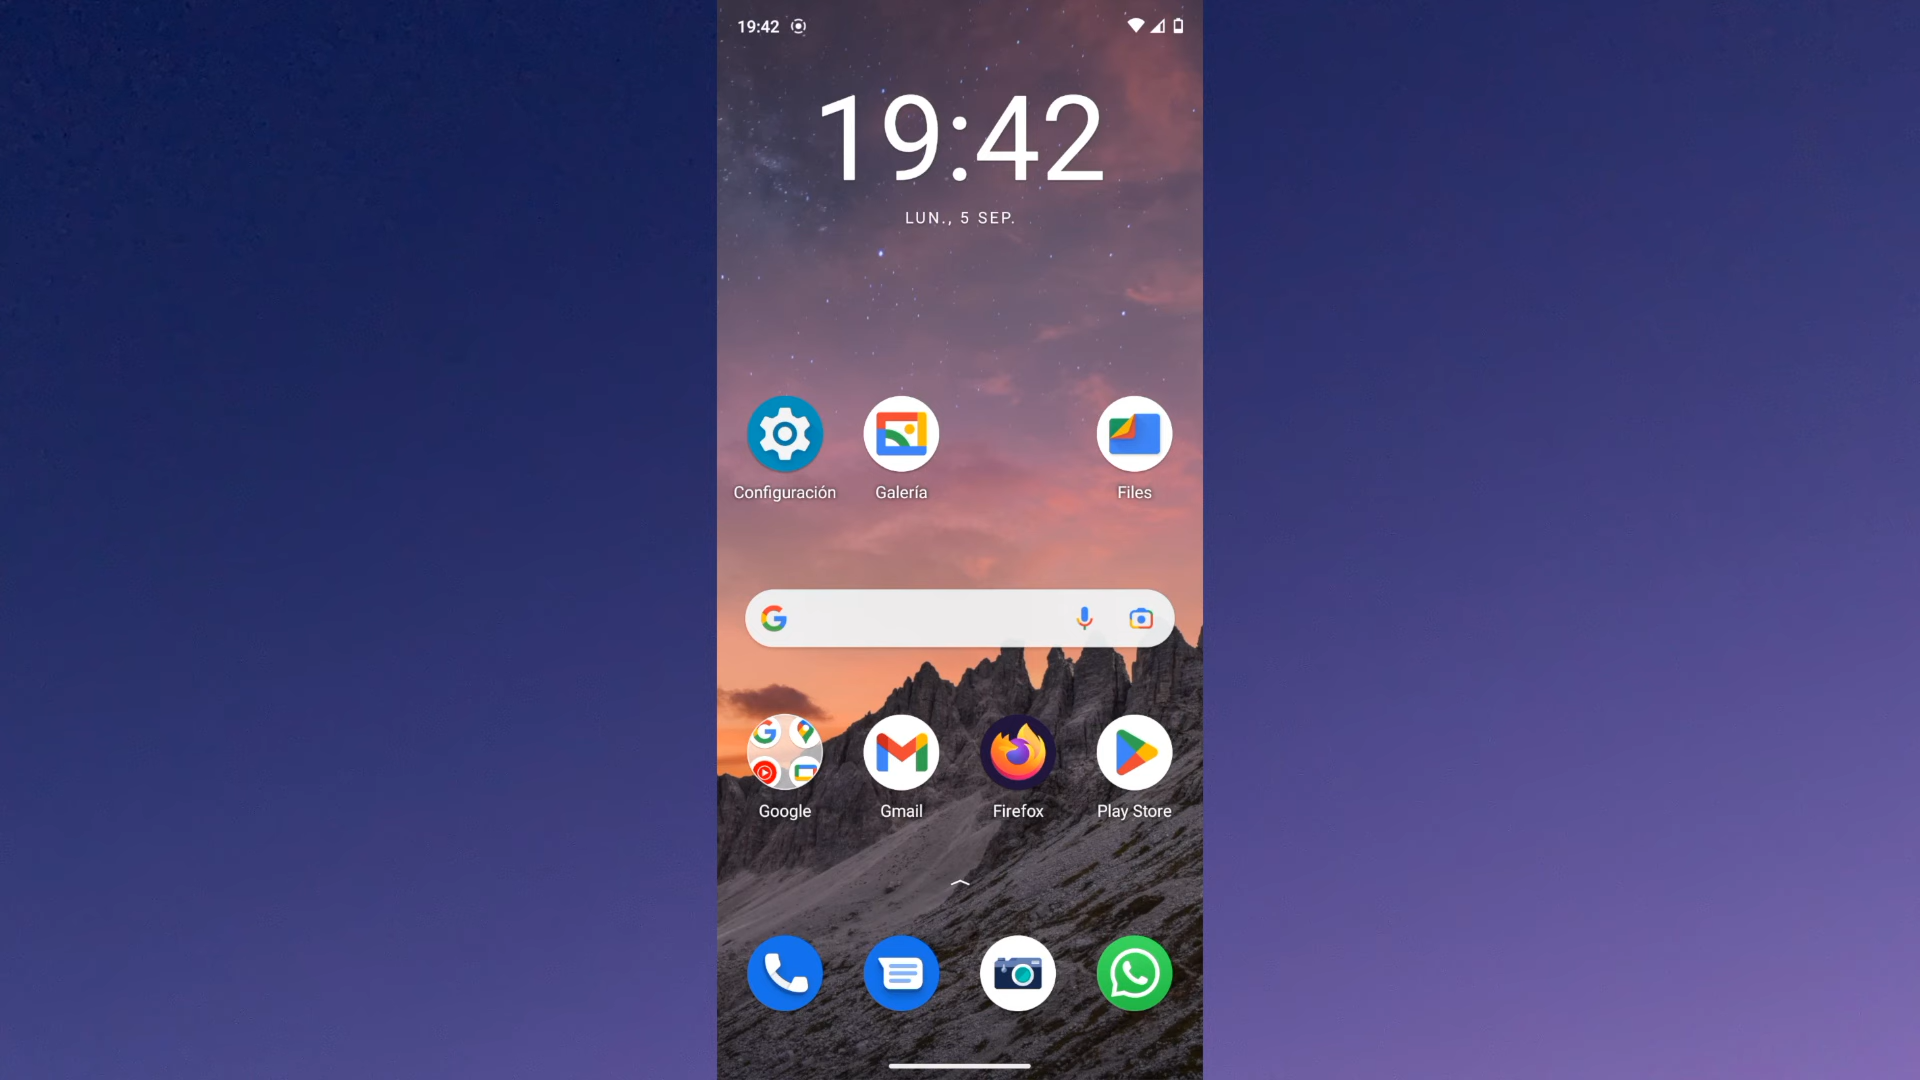 19:42
19:42
LUN., 5 SEP.
Configuración
Galería
Files
Google
Gmail
Firefox
Play Store